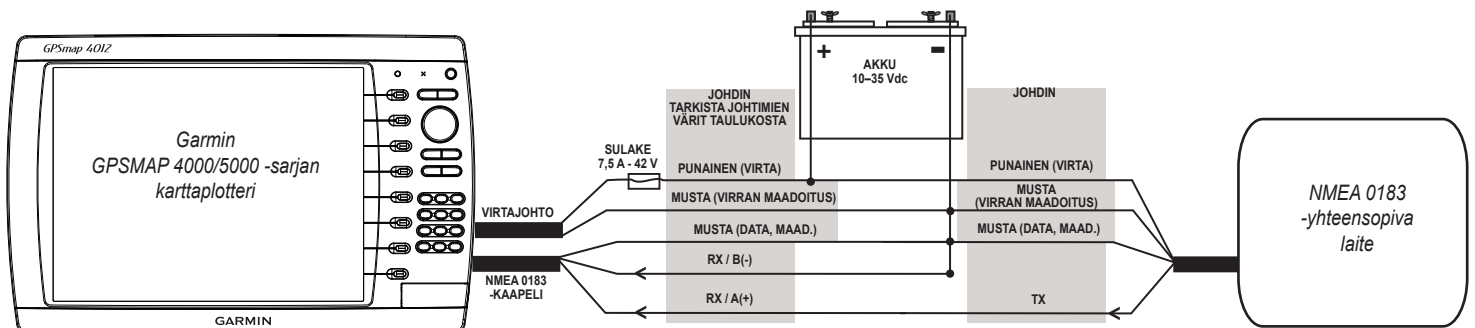 GPSmap 4012
Garmin
GPSMAP 4000/5000 -sarjan
karttaplotteri
GARMIN
VIRTAJOHTO
NMEA 0183
-KAAPELI
SULAKE
7,5 A - 42 V
JOHDIN
TARKISTA JOHTIMIEN
VÄRIT TAULUKOSTA
PUNAINEN (VIRTA)
MUSTA (VIRRAN MAADOITUS)
MUSTA (DATA, MAAD.)
RX / B(-)
RX / A(+)
+
-
AKKU
10–35 Vdc
JOHDIN
PUNAINEN (VIRTA)
MUSTA
(VIRRAN MAADOITUS)
MUSTA (DATA, MAAD.)
TX
NMEA 0183
-yhteensopiva
laite